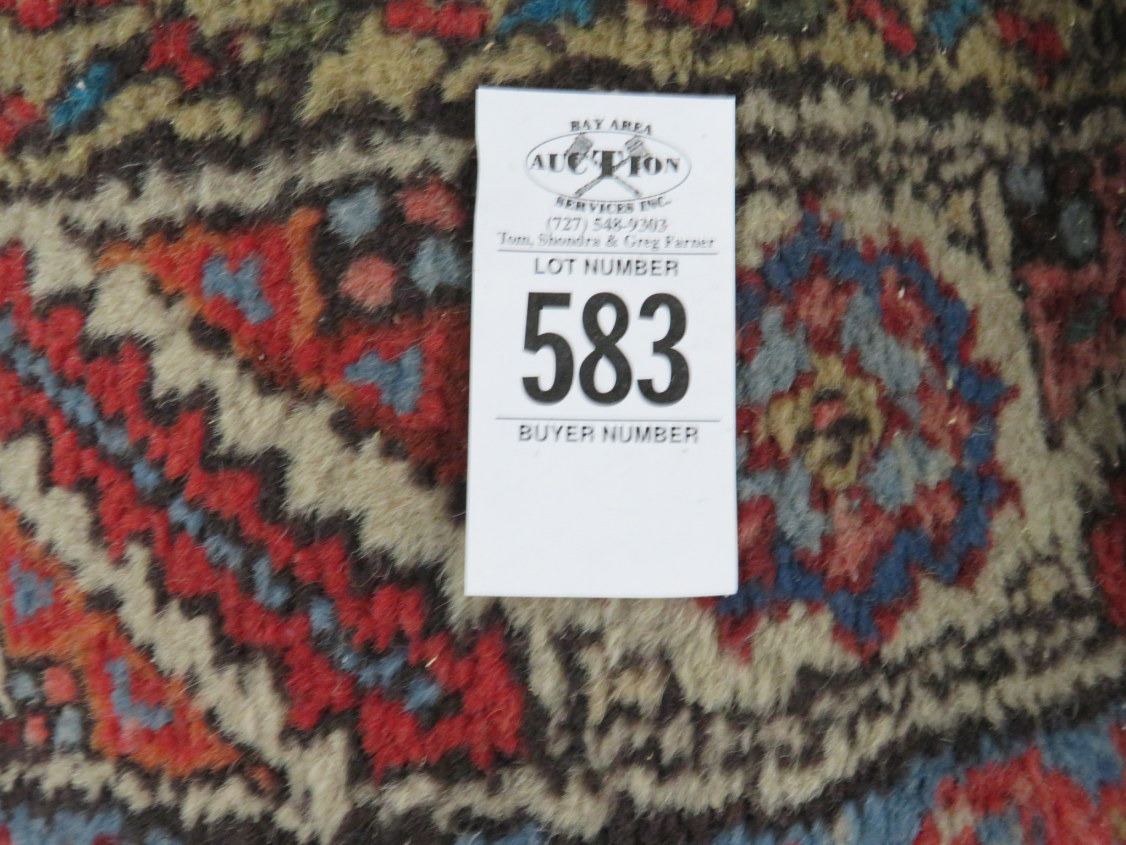 BAY AREA
AUCTION
SERVICES INC.
(727) 548-9303
Tom, Shondra & Greg Farner
LOT NUMBER
583
BUYER NUMBER